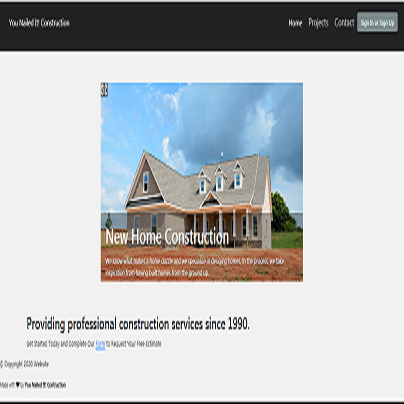 You Nailed It! Construction
Home Projects Contact Sign In or Sign Up
New Home Construction
We know what makes a home sturdy and we specialize in designing homes. In the process, we take
inspiration from having built homes from the ground up.
Providing professional construction services since 1990.
Get Started Today and Complete Our Form to Request Your Free Estimate
© Copyright 2020 Website
Made with ❤ by You Nailed It! Construction